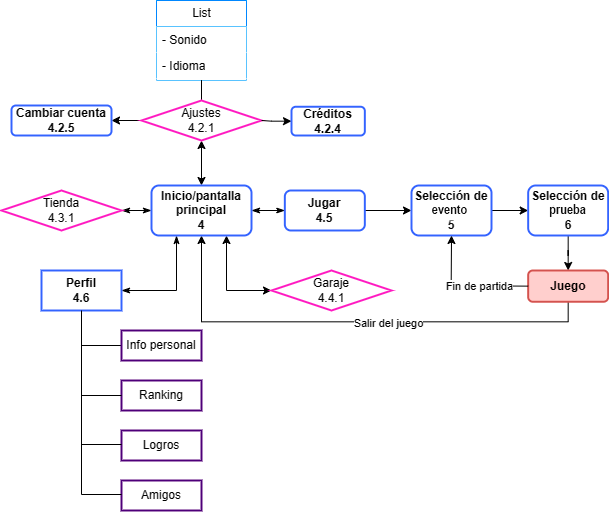 List
- Sonido
- Idioma
Cambiar cuenta
4.2.5
Ajustes
4.2.1
Créditos
4.2.4
Tienda
4.3.1
Inicio/pantalla
principal
4
Jugar
4.5
Selección de
evento
5
Selección de
prueba
6
Perfil
4.6
Garaje
4.4.1
Fin de partida
Juego
Salir del juego
Info personal
Ranking
Logros
Amigos